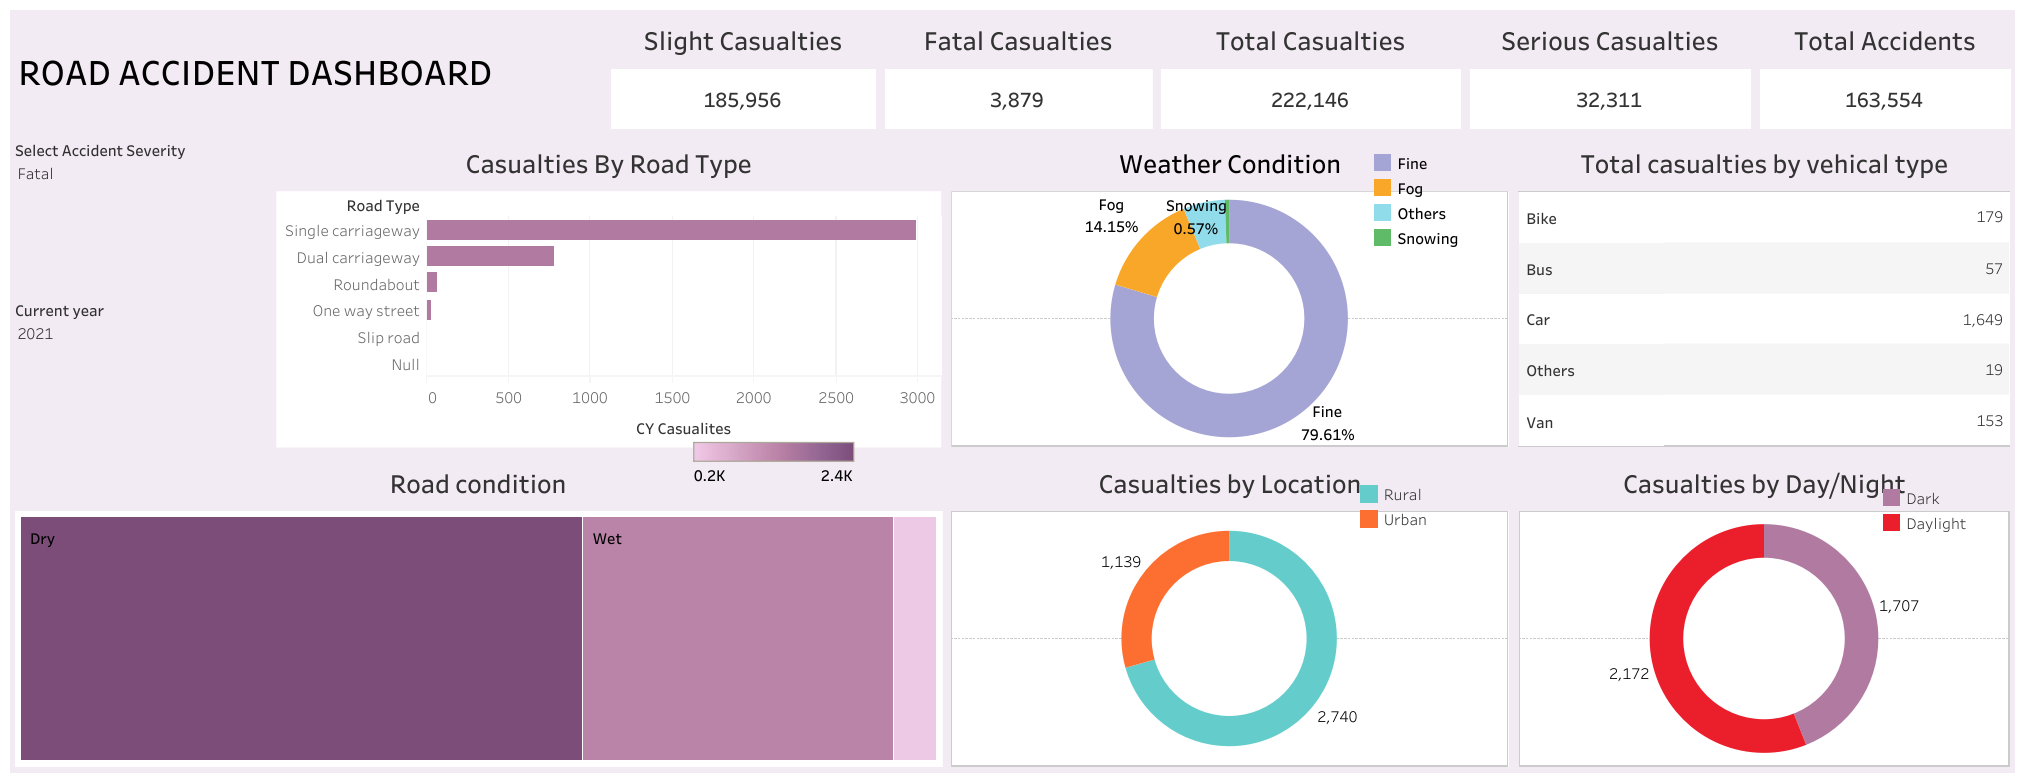 ROAD ACCIDENT DASHBOARD
Slight Casualties
185,956
Fatal Casualties
3,879
Total Casualties
222,146
Serious Casualties
32,311
Total Accidents
163,554
Select Accident Severity
Fatal
Current year
2021
Casualties By Road Type
Road Type
Single carriageway
Dual carriageway
Roundabout
One way street
Slip road
Null
0 500 1000 1500 2000 2500 3000
CY Casualites
0.2K 2.4K
Weather Condition
Fine
Fog
Others
Snowing
Fog
14.15%
Snowing
0.57%
Fine
79.61%
Total casualties by vehical type
Bike 179
Bus 57
Car 1,649
Others 19
Van 153
Road condition
Dry
Wet
Casualties by Location
Rural
Urban
1,139
2,740
Casualties by Day/Night
Dark
Daylight
1,707
2,172